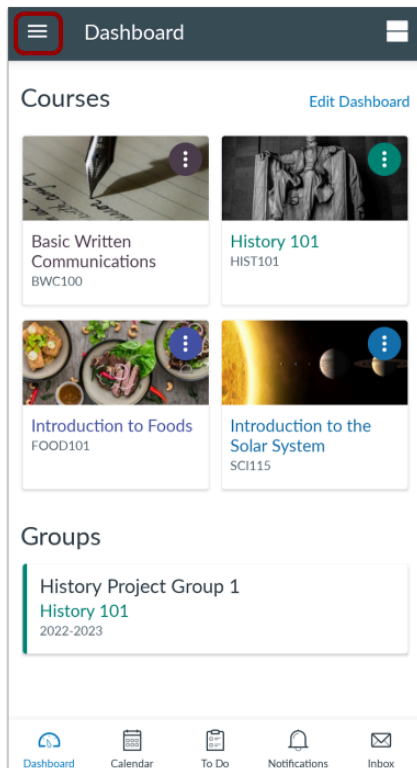 Dashboard
Courses
Edit Dashboard
Basic Written
Communications
BWC100
History 101
HIST101
Introduction to Foods
FOOD101
Introduction to the
Solar System
SCI115
Groups
History Project Group 1
History 101
2022-2023
Dashboard
Calendar
To Do
Notifications
Inbox